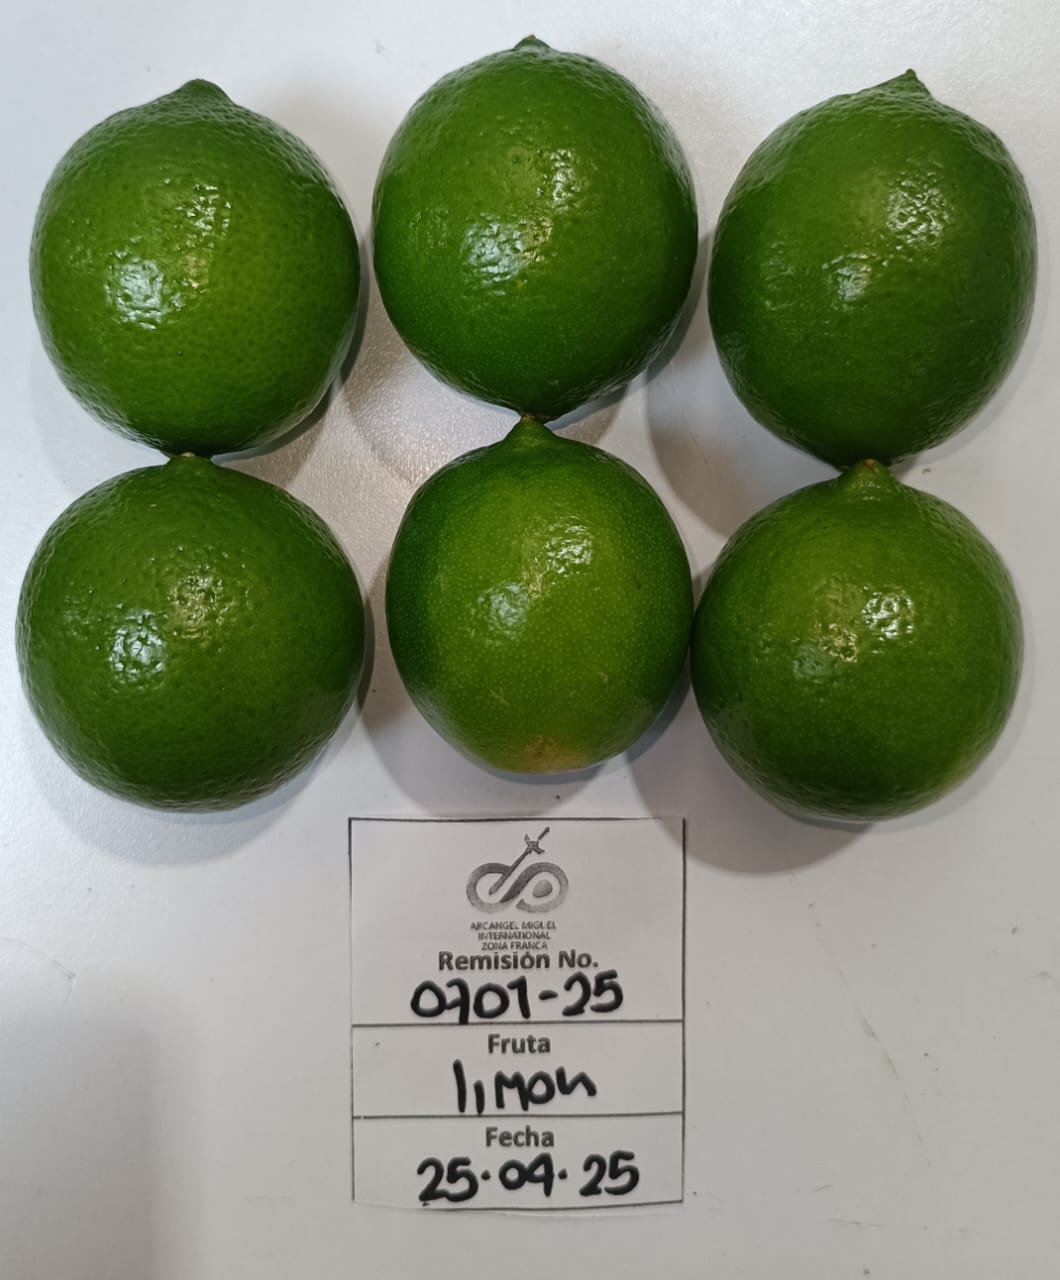 ARCANGEL MIGUEL
INTERNATIONAL
ZONA FRANCA
Remisión No.
0701-25
Fruta
limon
Fecha
25·04·25